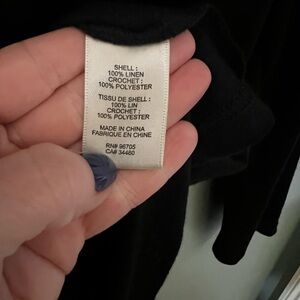 SHELL :
100% LINEN
CROCHET :
100% POLYESTER
TISSU DE SHELL :
100% LIN
CROCHET :
100% POLYESTER
MADE IN CHINA
FABRIQUE EN CHINE
RN# 96705
CA# 34460